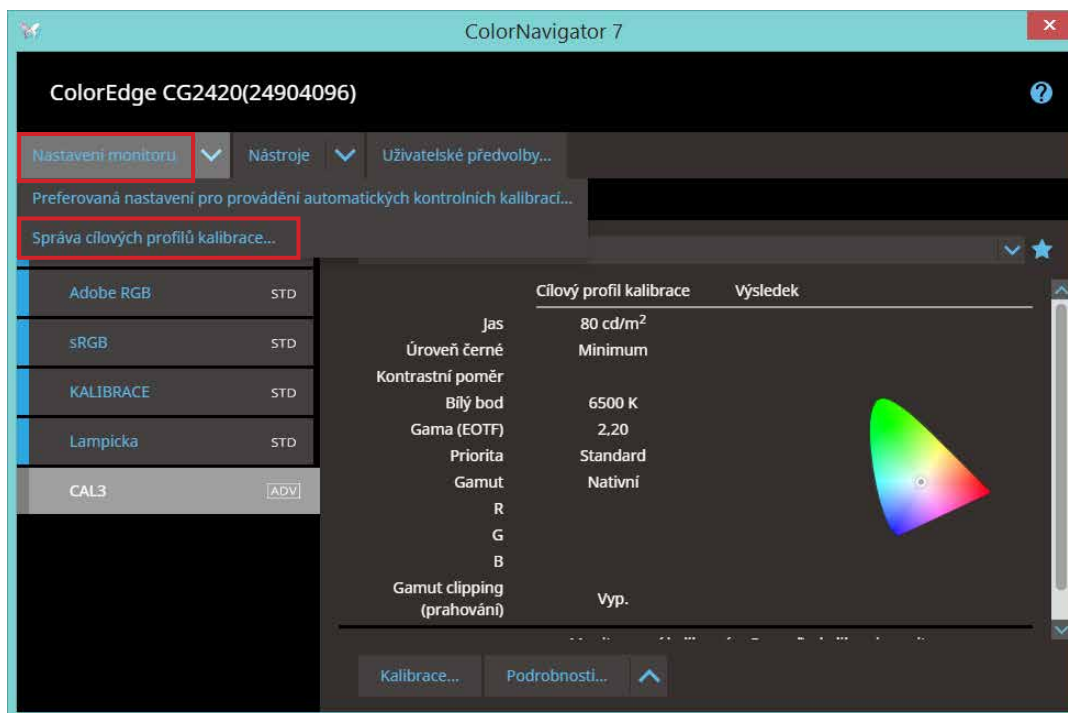 ColorNavigator 7
ColorEdge CG2420(24904096)
Nastavení monitoru Nástroje Uživatelské předvolby...
Preferovaná nastavení pro provádění automatických kontrolních kalibrací...
Správa cílových profilů kalibrace...
Adobe RGB STD
sRGB STD
KALIBRACE STD
Lampicka STD
CAL3 ADV
Cílový profil kalibrace Výsledek
Jas 80 cd/m²
Úroveň černé Minimum
Kontrastní poměr
Bílý bod 6500 K
Gama (EOTF) 2,20
Priorita Standard
Gamut Nativní
R
G
B
Gamut clipping
(prahování) Vyp.
Kalibrace... Podrobnosti...